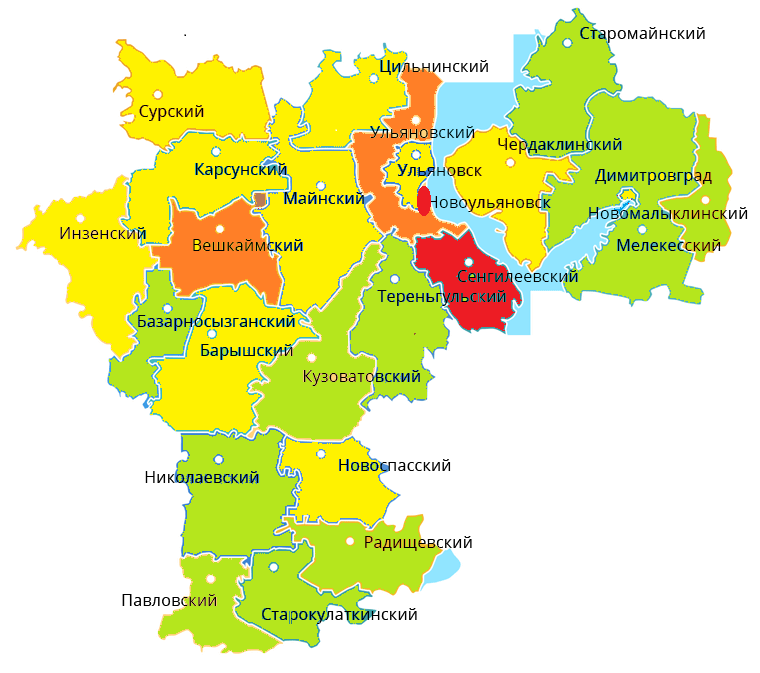 Старомайнский
Цильнинский
Сурский
Ульяновский
Чердаклинский
Карсунский
Ульяновск
Димитровград
Майнский
Новоульяновск
Новомалыклинский
Инзенский
Вешкаймский
Мелекесский
Сенгилеевский
Тереньгульский
Базарносызганский
Барышский
Кузоватовский
Новоспасский
Николаевский
Радищевский
Павловский
Старокулаткинский